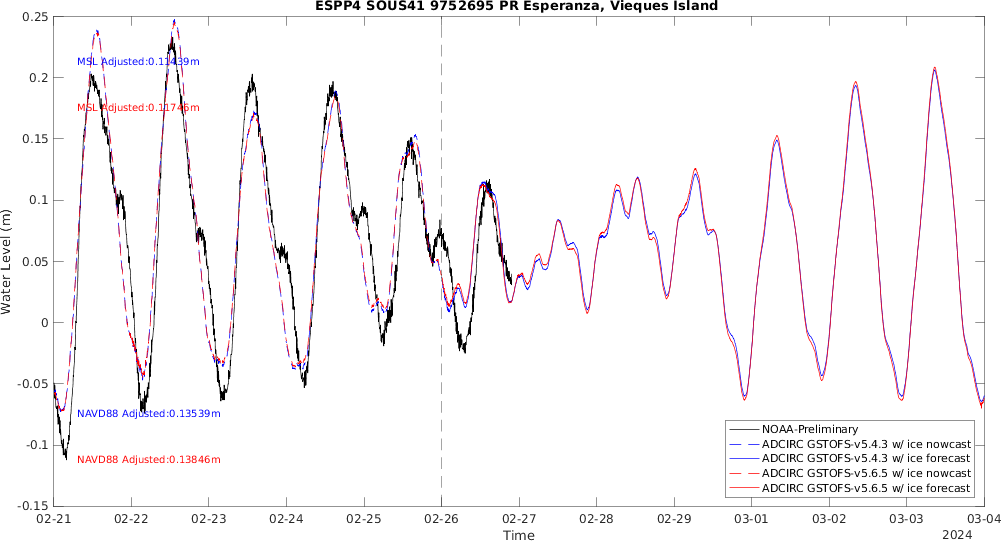 ESPP4 SOUS41 9752695 PR Esperanza, Vieques Island
0.25
0.2
0.15
0.1
0.05
0
-0.05
-0.1
-0.15
Water Level (m)
MSL Adjusted:0.11439m
MSL Adjusted:0.11746m
NAVD88 Adjusted:0.13539m
NAVD88 Adjusted:0.13846m
NOAA-Preliminary
ADCIRC GSTOFS-v5.4.3 w/ ice nowcast
ADCIRC GSTOFS-v5.4.3 w/ ice forecast
ADCIRC GSTOFS-v5.6.5 w/ ice nowcast
ADCIRC GSTOFS-v5.6.5 w/ ice forecast
02-21 02-22 02-23 02-24 02-25 02-26 02-27 02-28 02-29 03-01 03-02 03-03 03-04
Time
2024